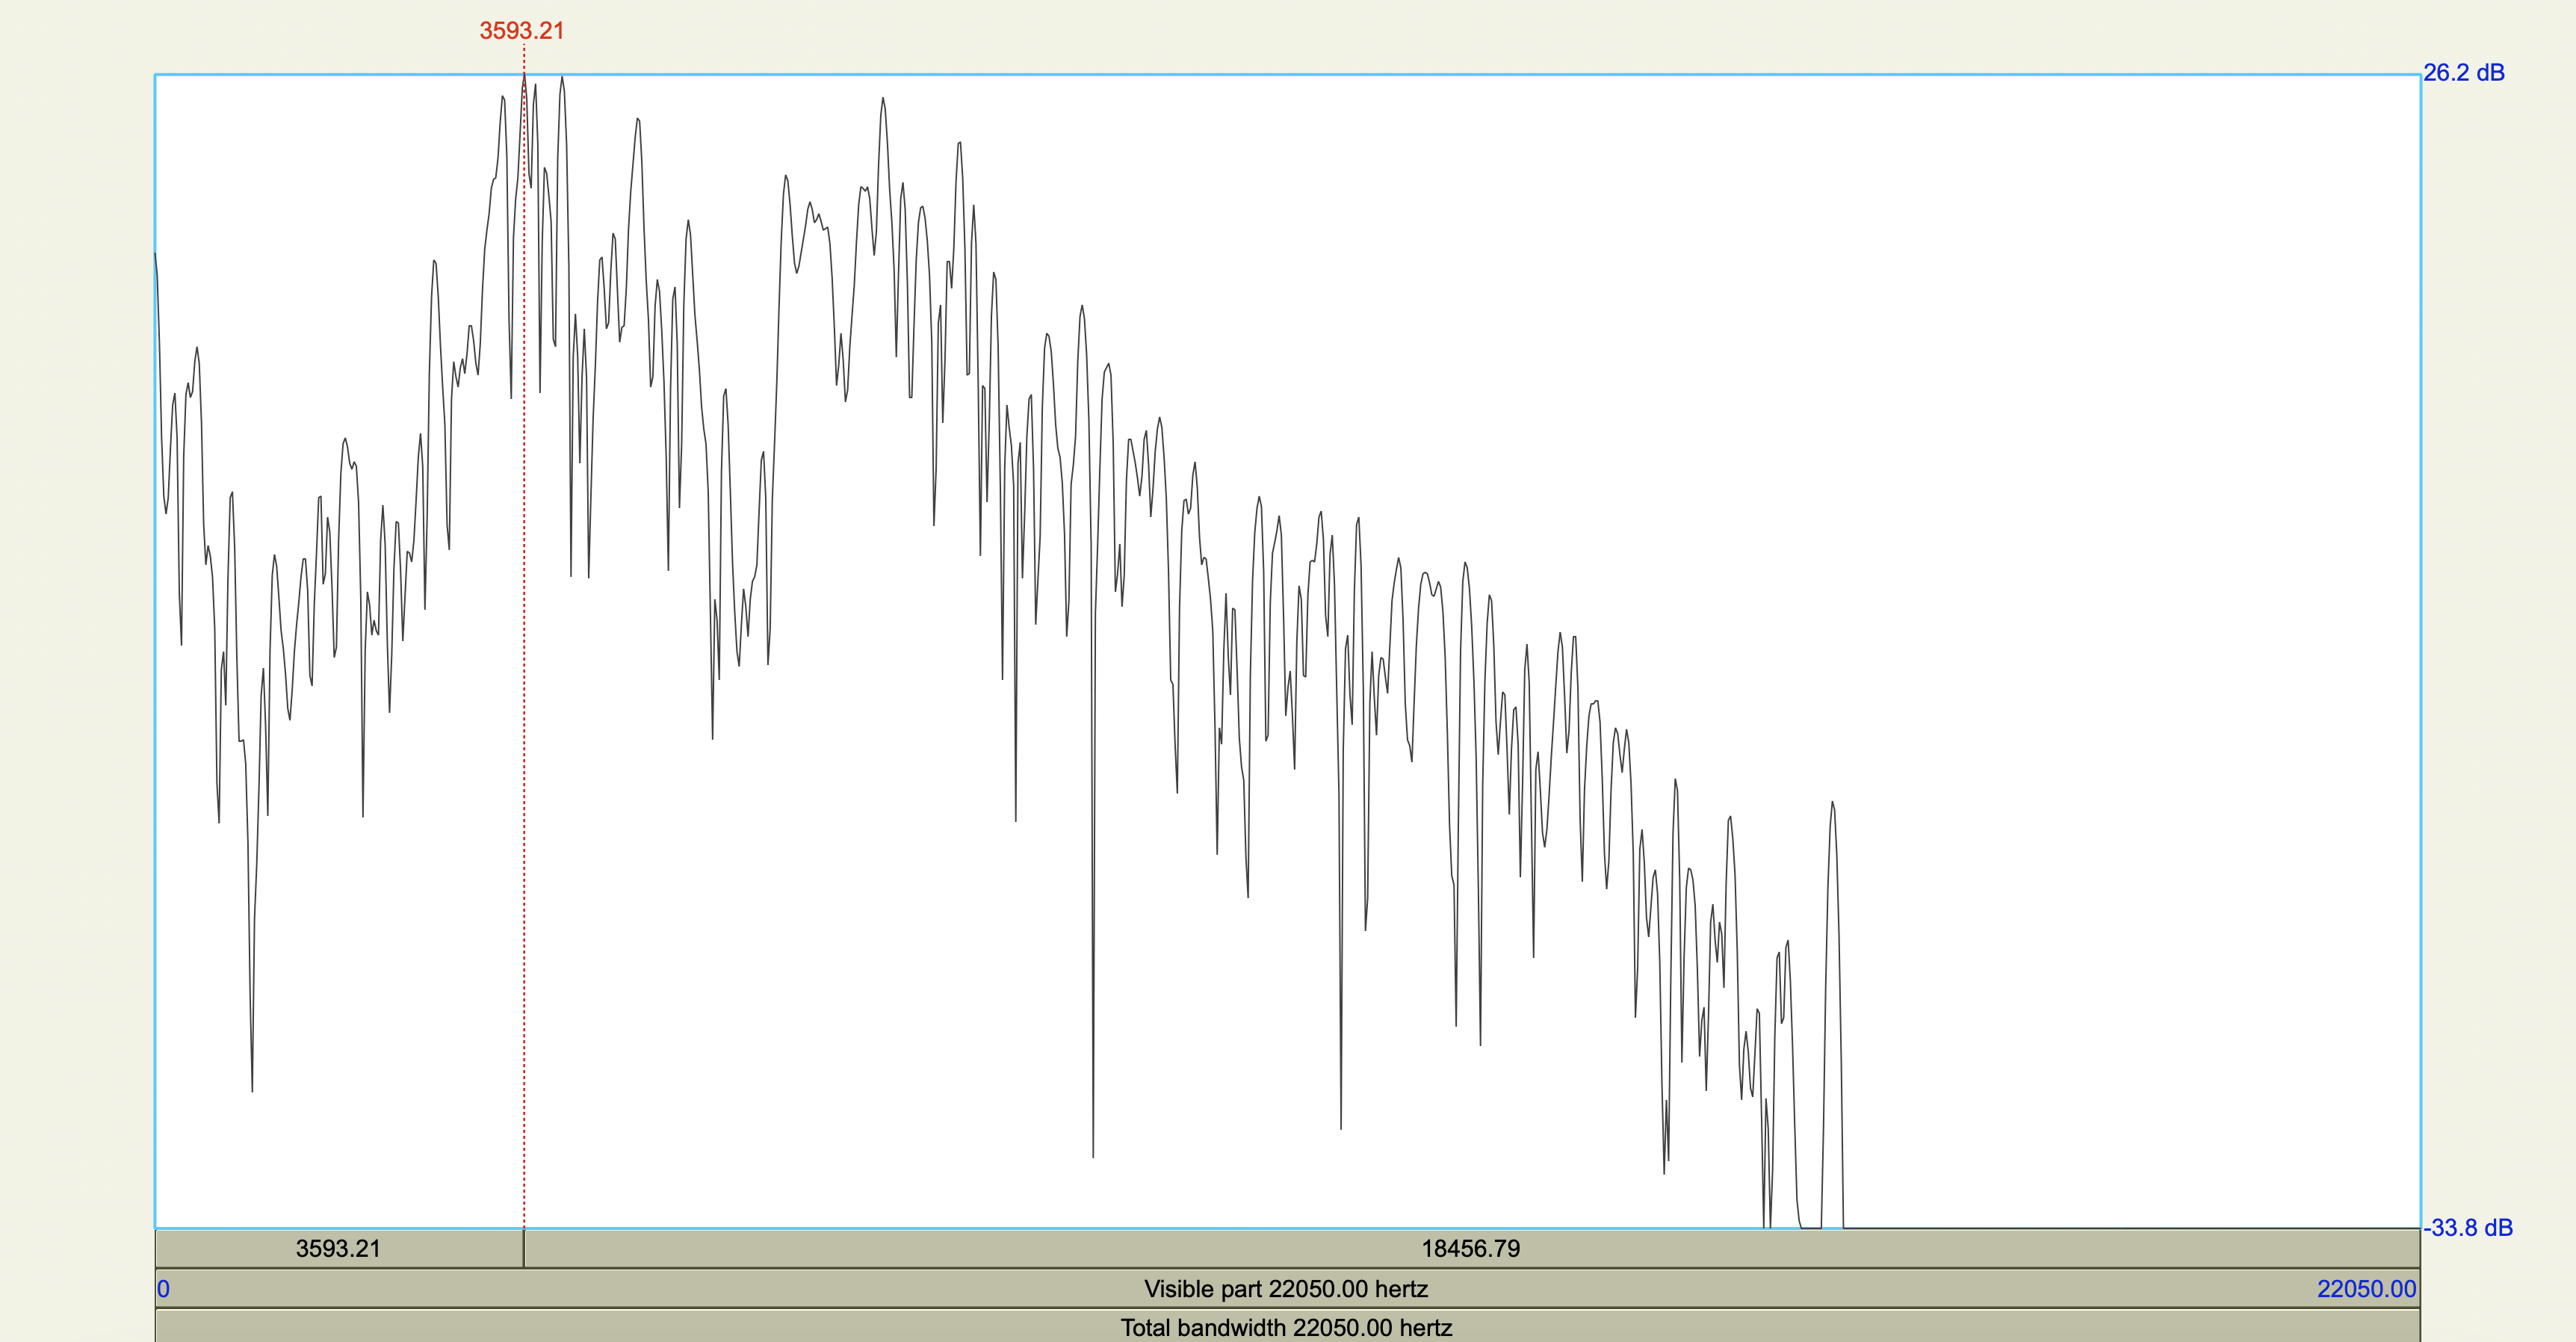 3593.21
26.2 dB
-33.8 dB
3593.21 18456.79
0 Visible part 22050.00 hertz 22050.00
Total bandwidth 22050.00 hertz